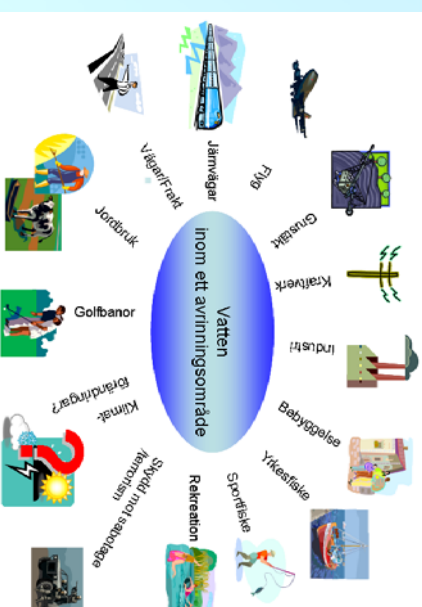 Vatten
inom ett avrinningsområde
Järnvägar
Flyg
Grustäkt
Kraftverk
industri
Bebyggelse
Yrkesfiske
Sportfiske
Rekreation
Skydd mot sabotage
/terrorism
Klimat-
förändringar?
Golfbanor
Jordbruk
Vägar/Frakt